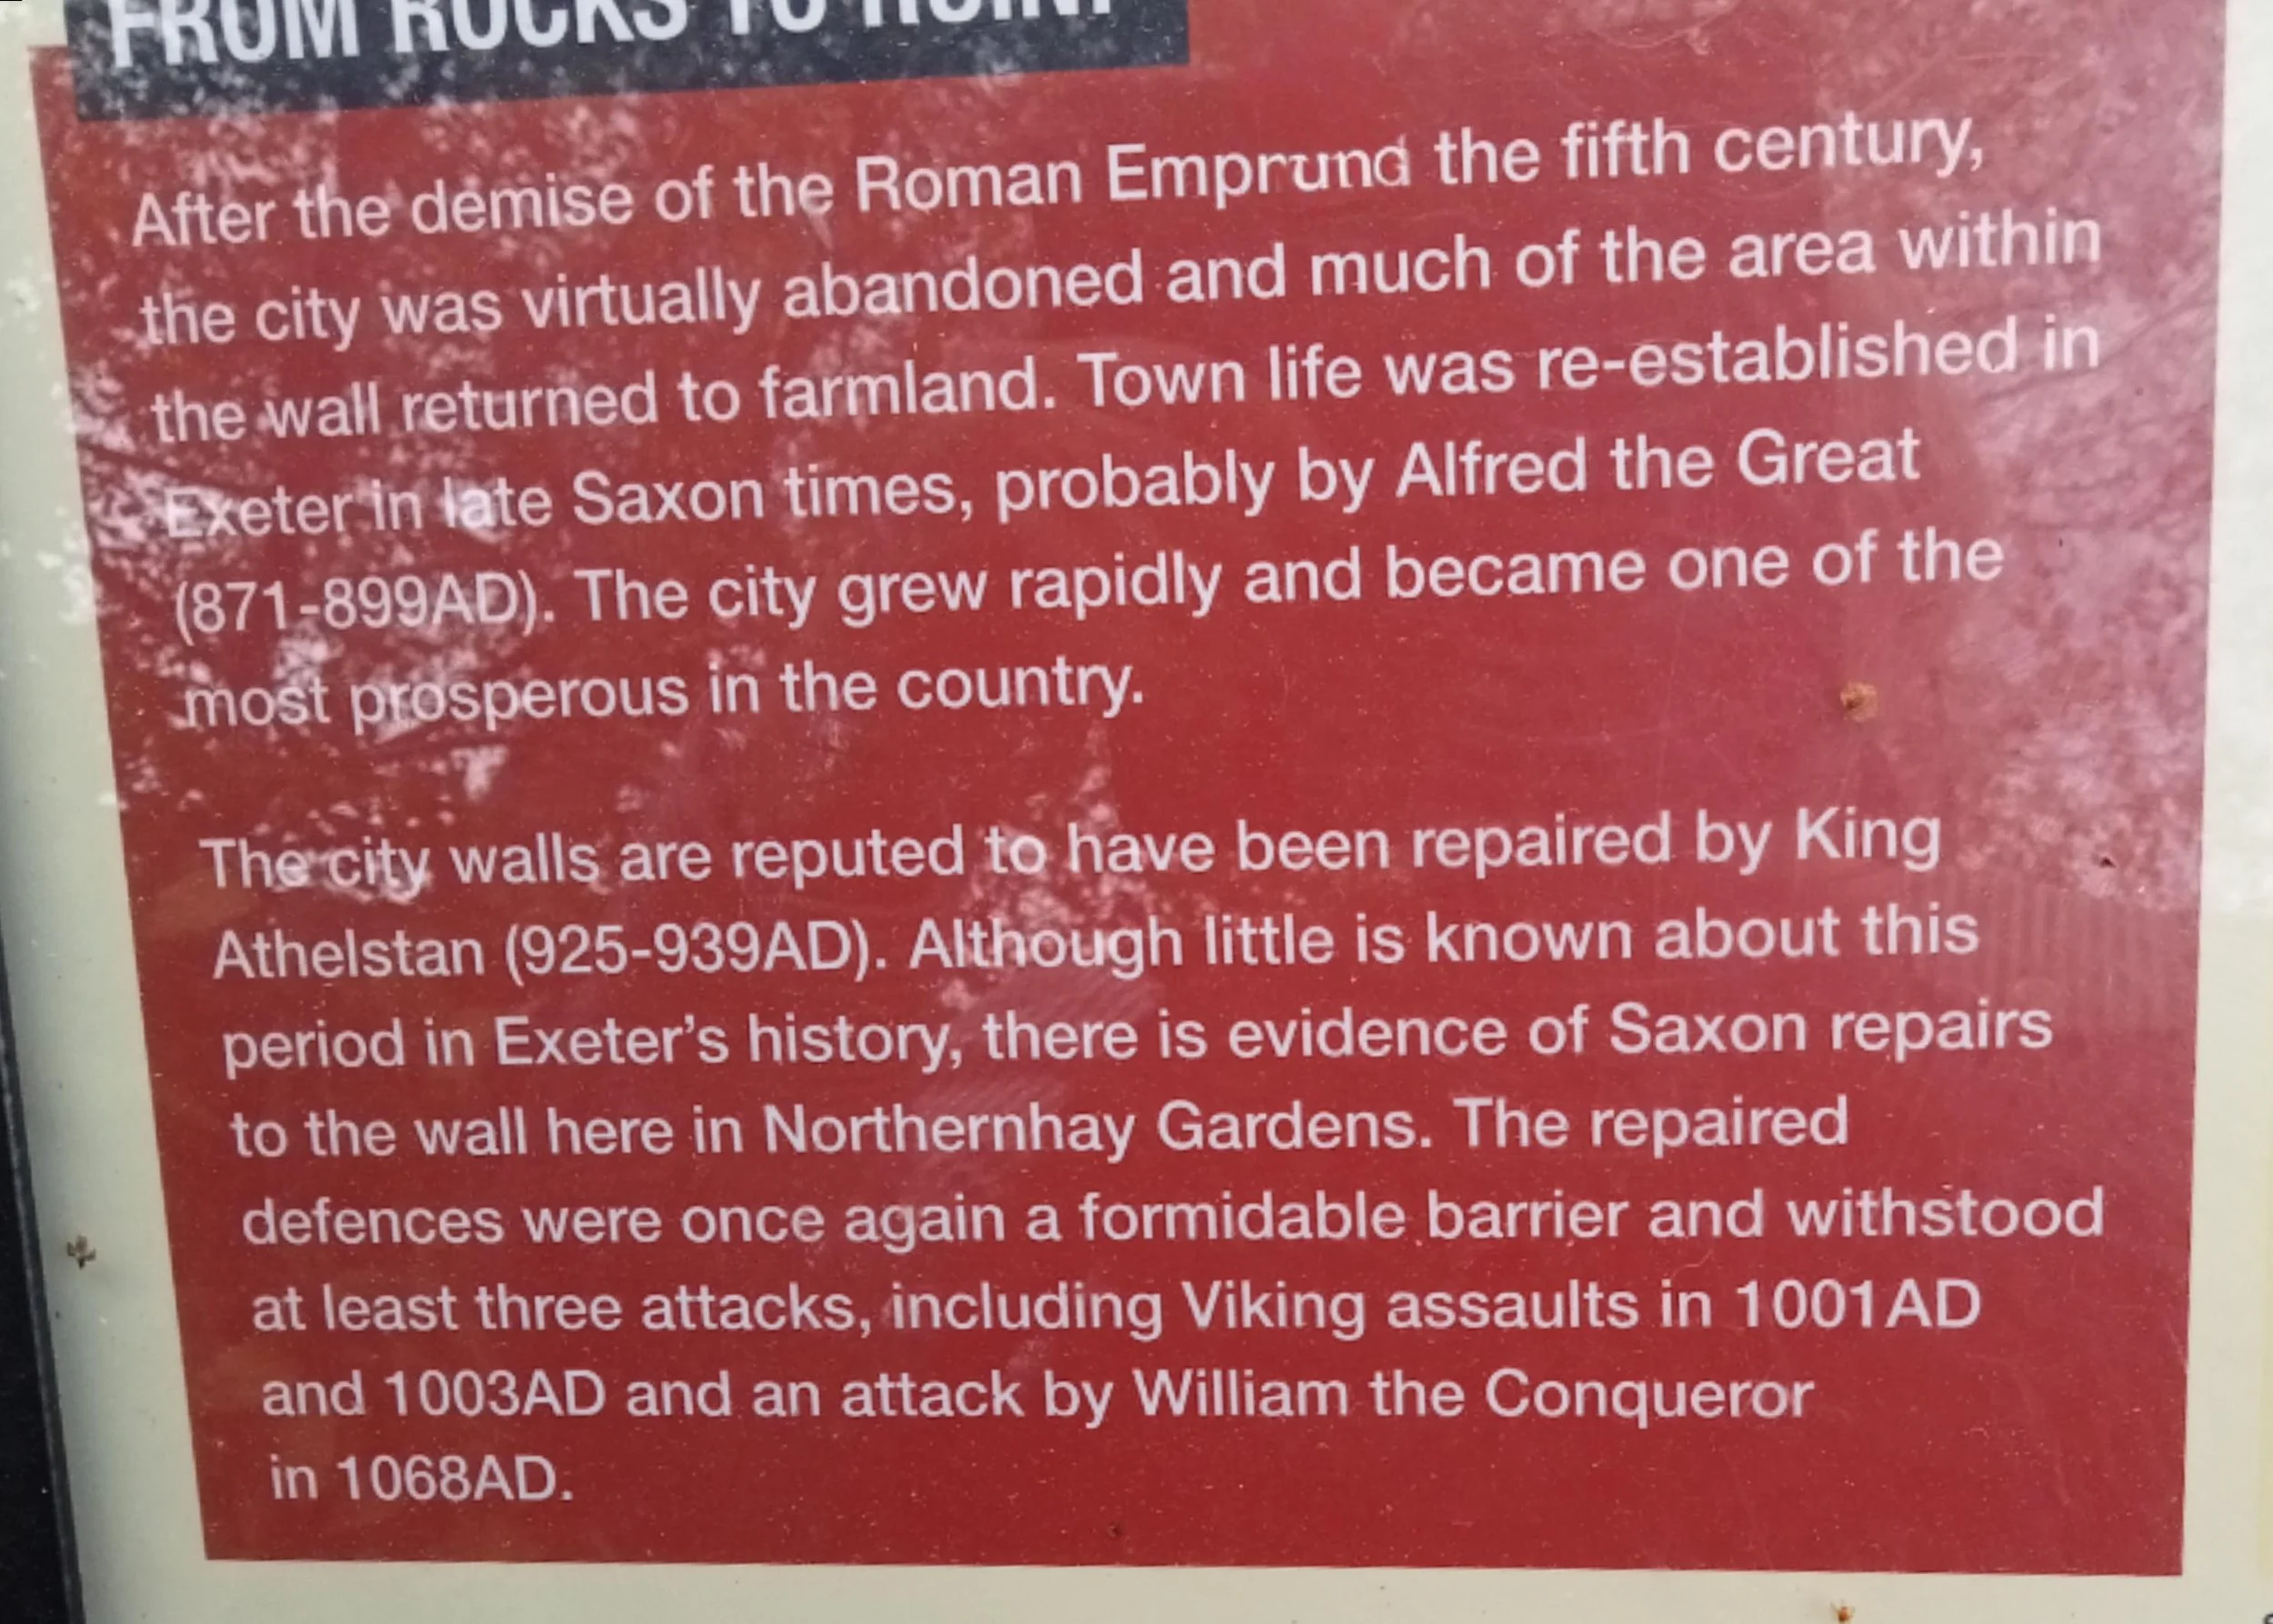 FROM ROCKS TO RUIN?
After the demise of the Roman Emprund the fifth century,
the city was virtually abandoned and much of the area within
the wall returned to farmland. Town life was re-established in
Exeter in late Saxon times, probably by Alfred the Great
(871-899AD). The city grew rapidly and became one of the
most prosperous in the country.
The city walls are reputed to have been repaired by King
Athelstan (925-939AD). Although little is known about this
period in Exeter's history, there is evidence of Saxon repairs
to the wall here in Northernhay Gardens. The repaired
defences were once again a formidable barrier and withstood
at least three attacks, including Viking assaults in 1001AD
and 1003AD and an attack by William the Conqueror
in 1068AD.